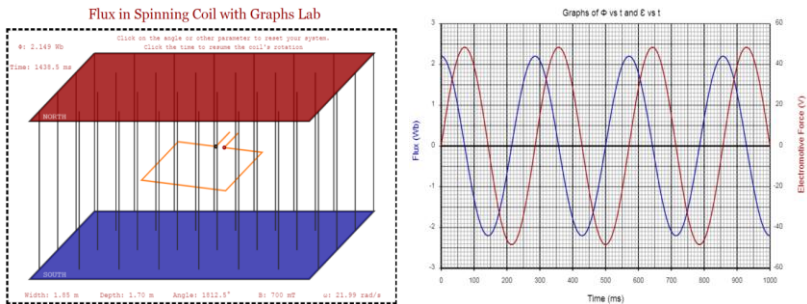 Flux in Spinning Coil with Graphs Lab
Click on the angle or other parameter to reset your system.
Φ: 2.149 Wb
Click the time to resume the coil's rotation
Time: 1438.5 ms
NORTH
SOUTH
Width: 1.85 m Depth: 1.70 m Angle: 1812.5° B: 700 mT ω: 21.99 rad/s
Graphs of Φ vs t and Ɛ vs t
3
2
1
0
-1
-2
-3
Flux (Wb)
60
40
20
0
-20
-40
-60
Electromotive Force (V)
0 100 200 300 400 500 600 700 800 900 1000
Time (ms)